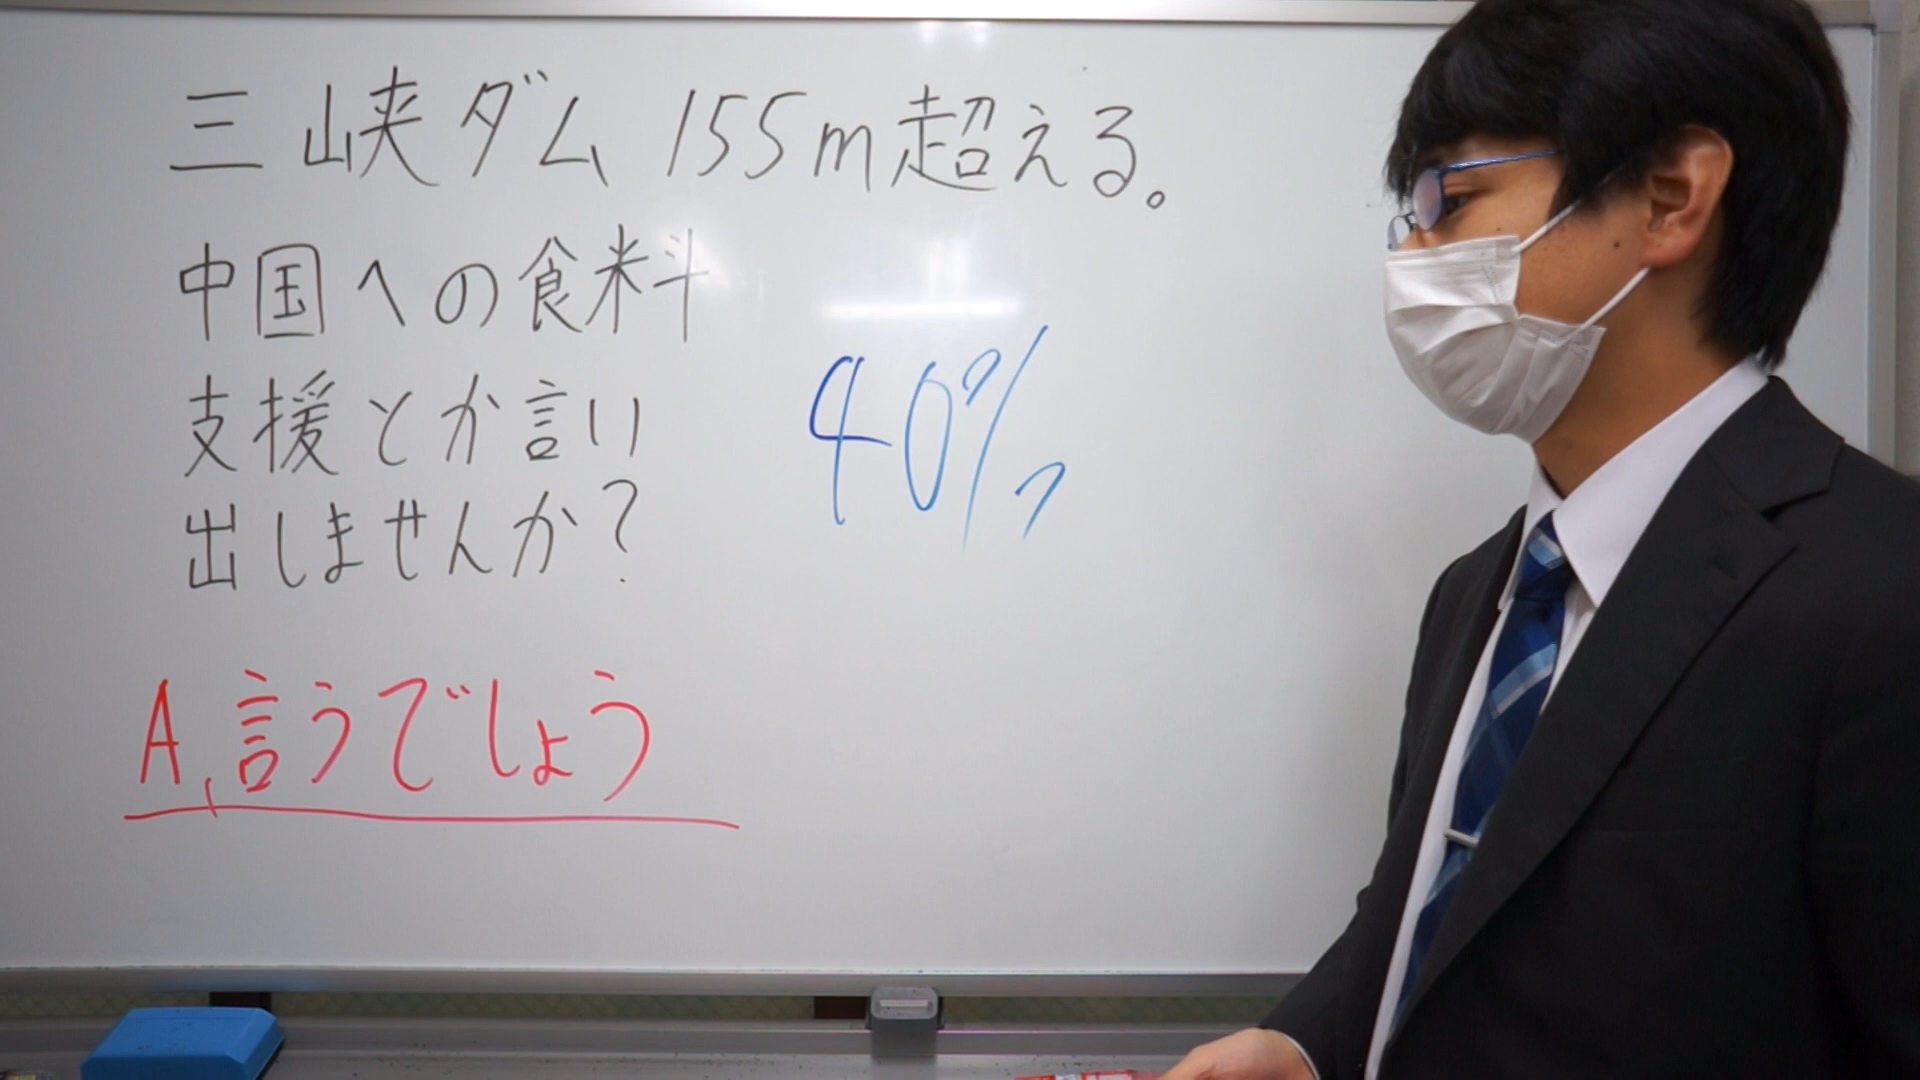 三峡ダム 155m超える。
中国への食料
支援とか言い
出しませんか?
40%
A,言うでしょう